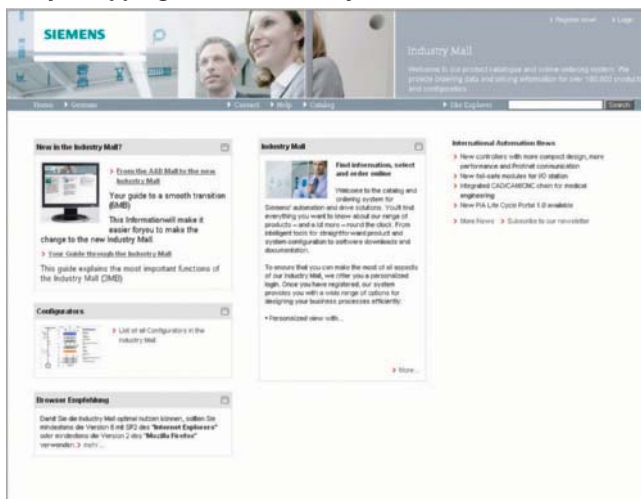 SIEMENS
Register now!
Login
Industry Mall
Welcome to our product catalogue and online ordering system. We
provide ordering data and pricing information for over 100.000 products
and configurators
Home
German
Contact
Help
Catalog
Site Explorer
Search
New in the Industry Mall?
From the A&D Mall to the new
Industry Mall
Your guide to a smooth transition
(6MB)
This Informationwill make it
easier foryou to make the
change to the new Industry Mall.
Your Guide through the Industry Mall
This guide explains the most important functions of
the Industry Mall (2MB)
Configurators
List of all Configurators in the
Industry Mall
Browser Empfehlung
Damit Sie die Industry Mall optimal nutzen können, sollten Sie
mindestens die Version 6 mit SP2 des "Internet Explorers"
oder mindestens die Version 2 des "Mozilla Firefox"
verwenden. mehr...
Industry Mall
Find information, select
and order online
Welcome to the catalog and
ordering system for
Siemens' automation and drive solutions. You'll find
everything you want to know about our range of
products – and a lot more – round the clock. From
intelligent tools for straightforward product and
system configuration to software downloads and
documentation.
To ensure that you can make the most of all aspects
of our Industry Mall, we offer you a personalized
login. Once you have registered, our system
provides you with a wide range of options for
designing your business processes efficiently:
• Personalized view with...
More...
International Automation News
New controllers with more compact design, more
performance and Profinet communication
New fail-safe modules for I/O station
Integrated CAD/CAM/CNC chain for medical
engineering
New PIA Life Cycle Portal 1.8 available
More News
Subscribe to our newsletter